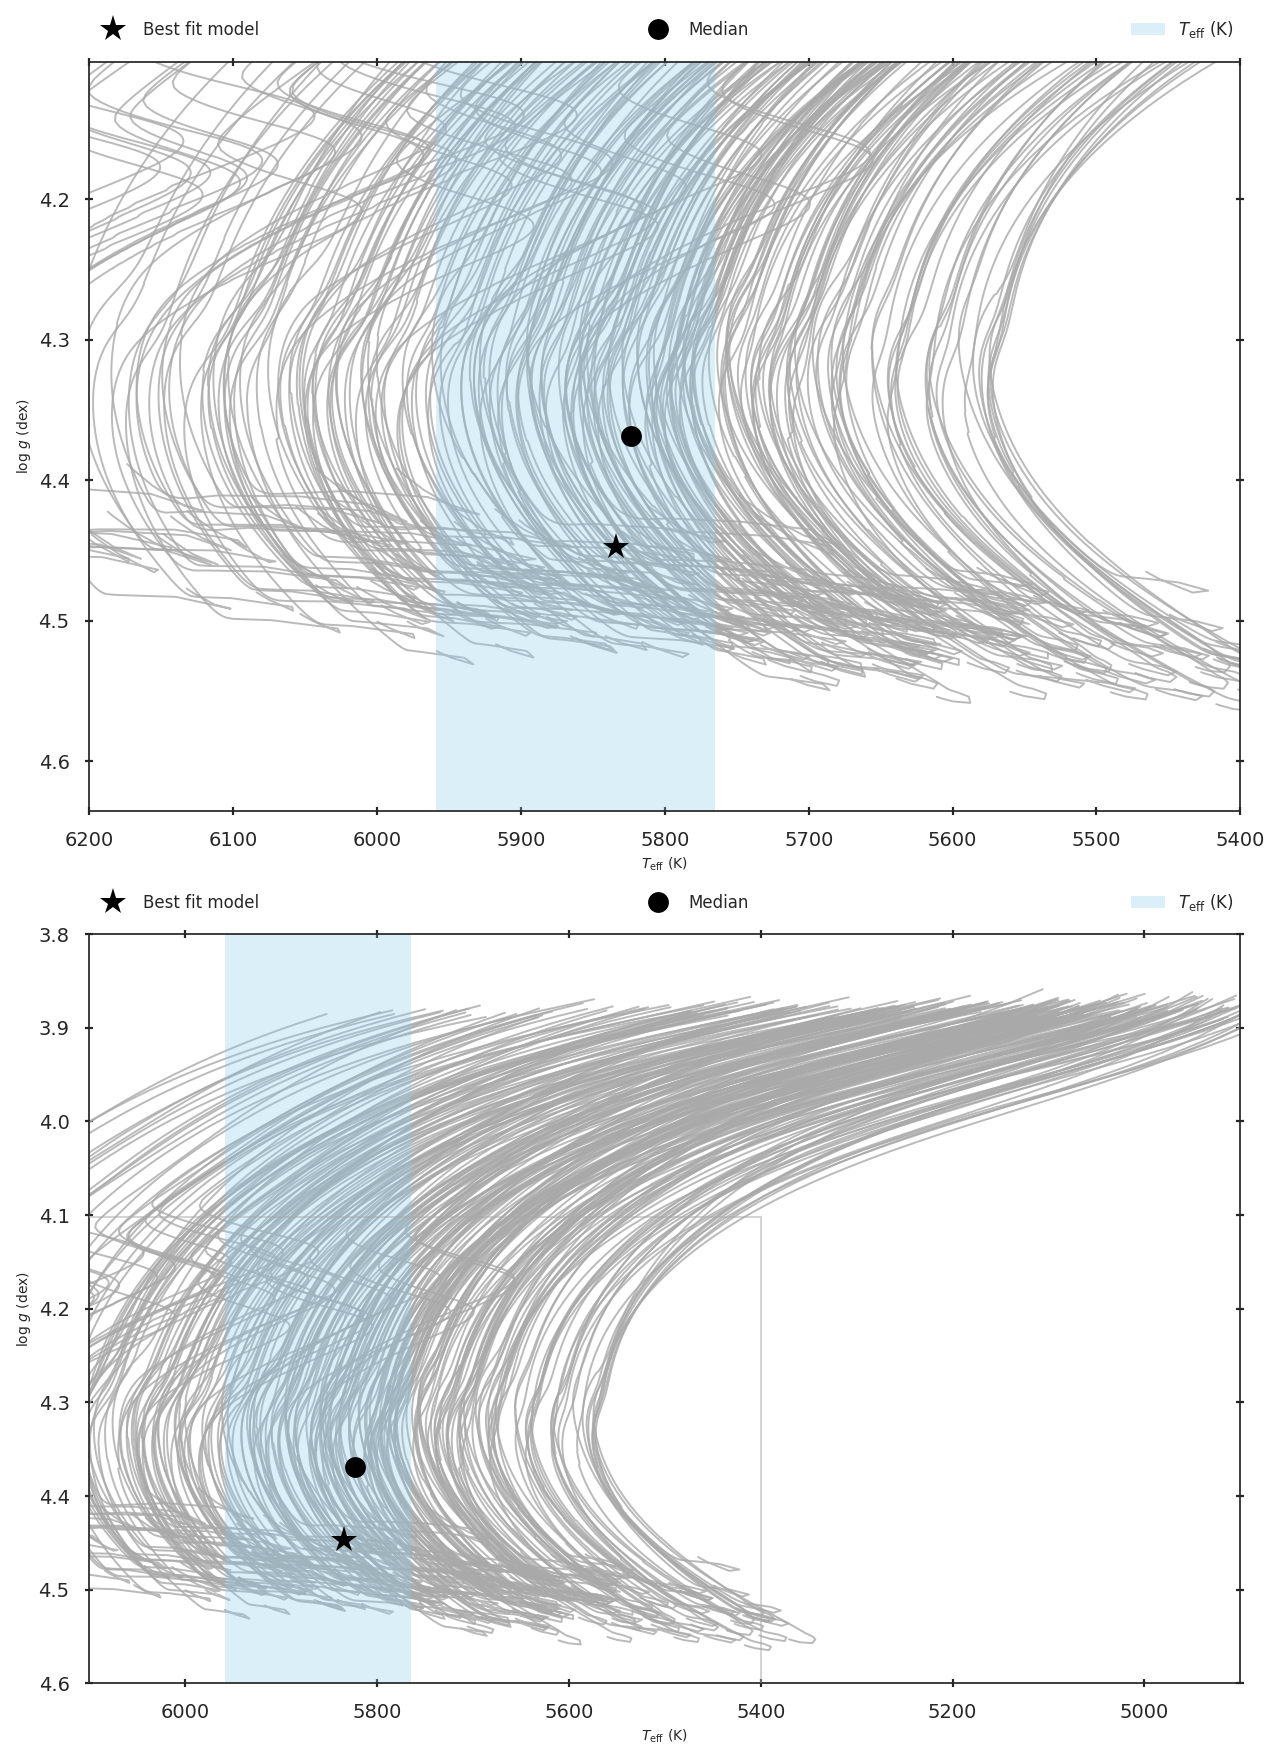 Best fit model Median T_eff (K)
4.2
4.3
4.4
4.5
4.6
log g (dex)
6200 6100 6000 5900 5800 5700 5600 5500 5400
T_eff (K)
Best fit model Median T_eff (K)
3.8
3.9
4.0
4.1
4.2
4.3
4.4
4.5
4.6
log g (dex)
6000 5800 5600 5400 5200 5000
T_eff (K)